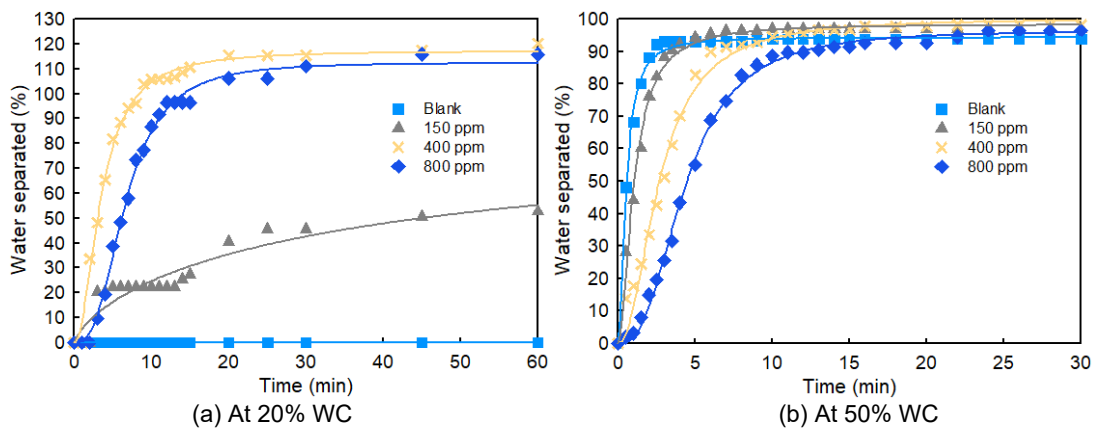 130
120
110
100
90
80
70
60
50
40
30
20
10
0
Water separated (%)
Blank
150 ppm
400 ppm
800 ppm
0 10 20 30 40 50 60
Time (min)
(a) At 20% WC
100
90
80
70
60
50
40
30
20
10
0
Water separated (%)
Blank
150 ppm
400 ppm
800 ppm
0 5 10 15 20 25 30
Time (min)
(b) At 50% WC